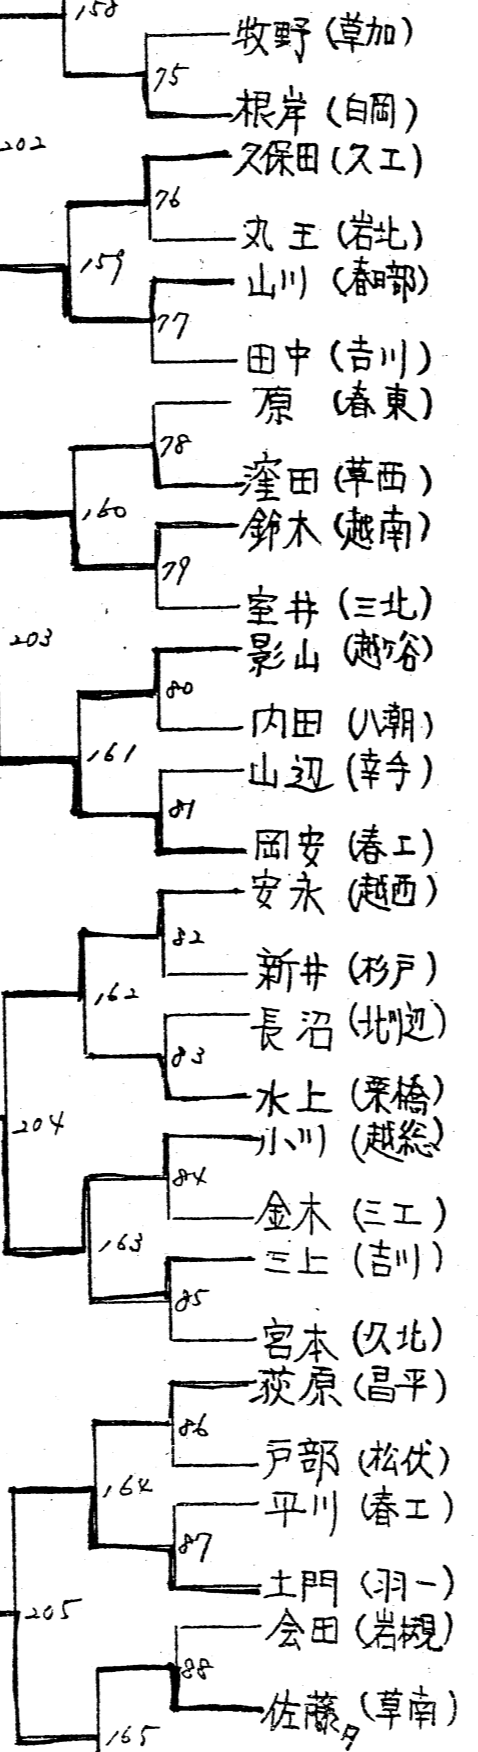 158
牧野(草加)
75
根岸(白岡)
202
久保田(久工)
76
丸王(岩北)
159
山川(春日部)
77
田中(吉川)
原(春東)
78
窪田(草西)
160
鈴木(越南)
79
室井(三北)
203
影山(越ヶ谷)
80
内田(八潮)
161
山辺(幸手)
81
岡安(春工)
安永(越西)
82
新井(杉戸)
162
長沼(北川辺)
83
水上(栗橋)
204
小川(越総)
84
金木(三工)
163
三上(吉川)
85
宮本(久北)
荻原(昌平)
86
戸部(松伏)
164
平川(春工)
87
土門(羽一)
205
会田(岩槻)
88
佐藤タ(草南)
165